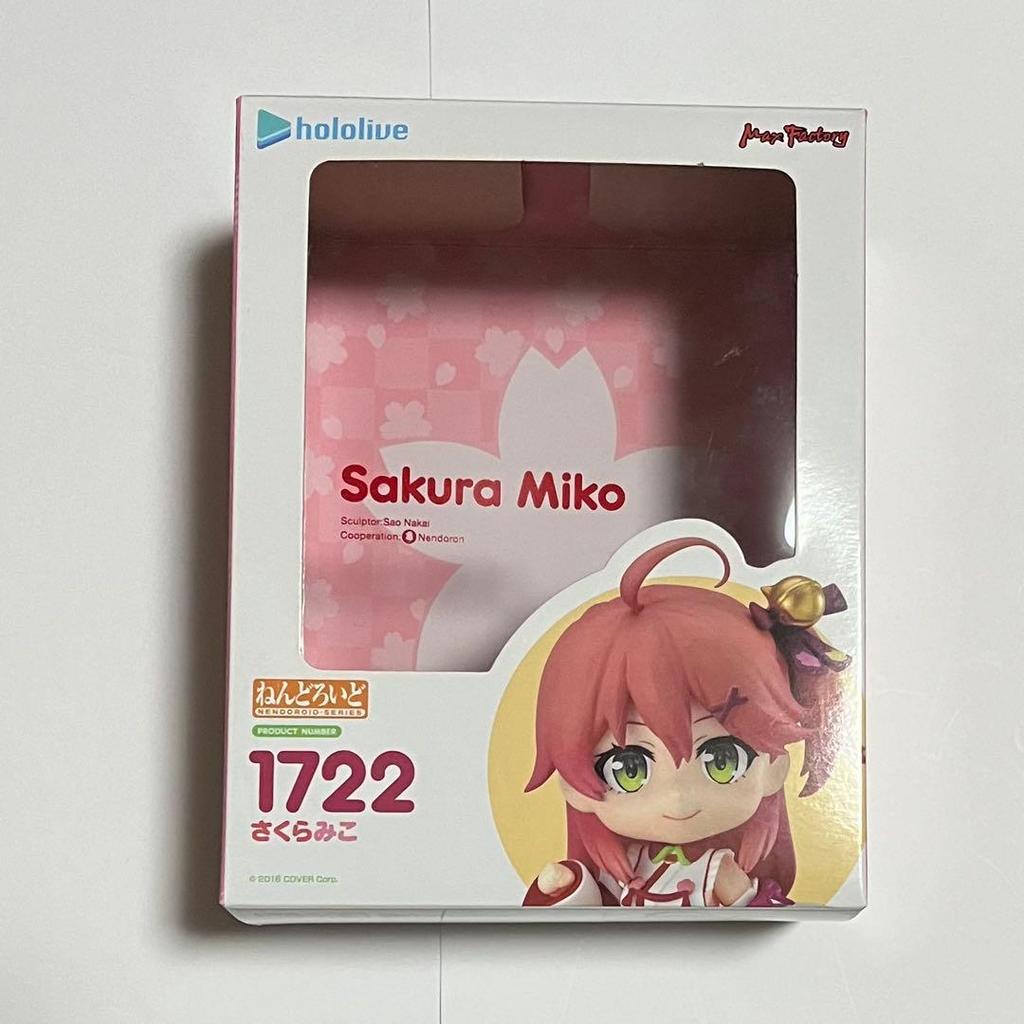 hololive
Max Factory
Sakura Miko
Sculptor:Sao Nakai
Cooperation: Nendoron
ねんどろいど
NENDOROID-SERIES
PRODUCT NUMBER
1722
さくらみこ
© 2016 COVER Corp.